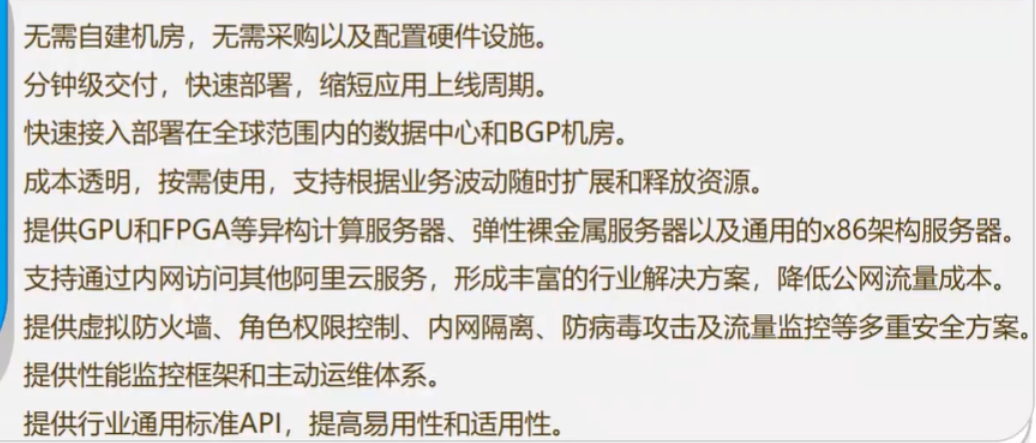 无需自建机房，无需采购以及配置硬件设施。
分钟级交付，快速部署，缩短应用上线周期。
快速接入部署在全球范围内的数据中心和BGP机房。
成本透明，按需使用，支持根据业务波动随时扩展和释放资源。
提供GPU和FPGA等异构计算服务器、弹性裸金属服务器以及通用的x86架构服务器。
支持通过内网访问其他阿里云服务，形成丰富的行业解决方案，降低公网流量成本。
提供虚拟防火墙、角色权限控制、内网隔离、防病毒攻击及流量监控等多重安全方案。
提供性能监控框架和主动运维体系。
提供行业通用标准API，提高易用性和适用性。